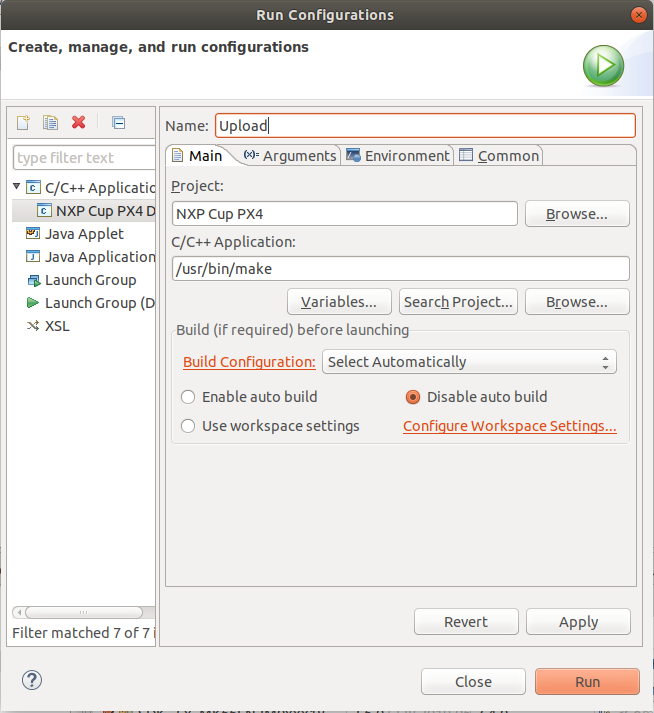 Run Configurations
Create, manage, and run configurations
Name: Upload
type filter text
C/C++ Applicatio
NXP Cup PX4 D
Java Applet
Java Application
Launch Group
Launch Group (D
XSL
Filter matched 7 of 7 i
Main (x)= Arguments Environment Common
Project:
NXP Cup PX4 Browse...
C/C++ Application:
/usr/bin/make
Variables... Search Project... Browse...
Build (if required) before launching
Build Configuration: Select Automatically
Enable auto build Disable auto build
Use workspace settings Configure Workspace Settings...
Revert Apply
? Close Run